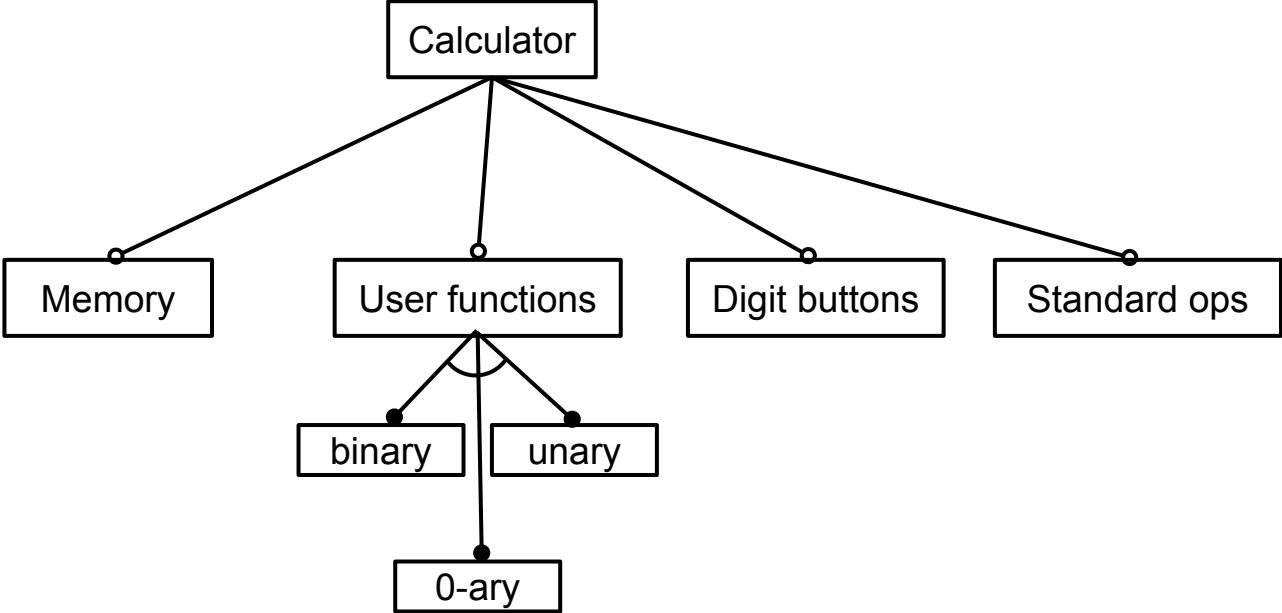 Calculator
Memory
User functions
Digit buttons
Standard ops
binary
unary
0-ary